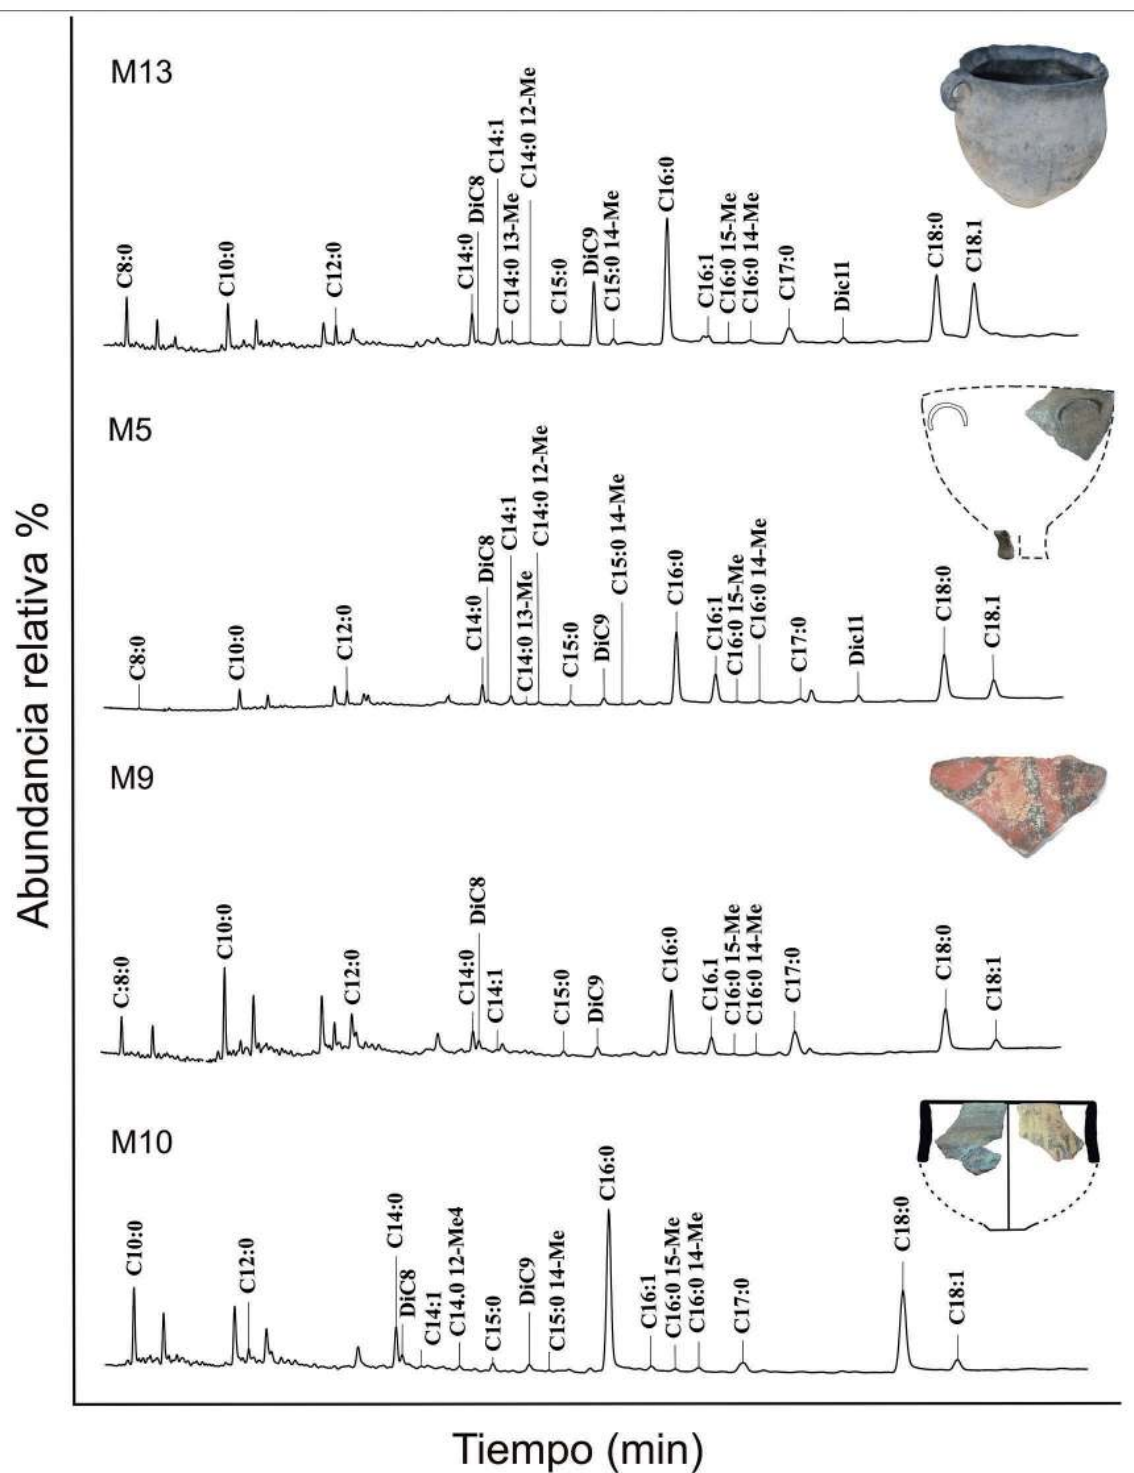 Abundancia relativa %
M13
C8:0
C10:0
C12:0
C14:0
DiC8
C14:1
C14:0 13-Me
C14:0 12-Me
C15:0
DiC9
C15:0 14-Me
C16:0
C16:1
C16:0 15-Me
C16:0 14-Me
C17:0
Dic11
C18:0
C18.1
M5
C8:0
C10:0
C12:0
C14:0
DiC8
C14:1
C14:0 13-Me
C14:0 12-Me
C15:0
DiC9
C15:0 14-Me
C16:0
C16:1
C16:0 15-Me
C16:0 14-Me
C17:0
Dic11
C18:0
C18.1
M9
C:8:0
C10:0
C12:0
C14:0
DiC8
C14:1
C15:0
DiC9
C16:0
C16.1
C16:0 15-Me
C16:0 14-Me
C17:0
C18:0
C18:1
M10
C10:0
C12:0
C14:0
DiC8
C14:1
C14.0 12-Me4
C15:0
DiC9
C15:0 14-Me
C16:0
C16:1
C16:0 15-Me
C16:0 14-Me
C17:0
C18:0
C18:1
Tiempo (min)